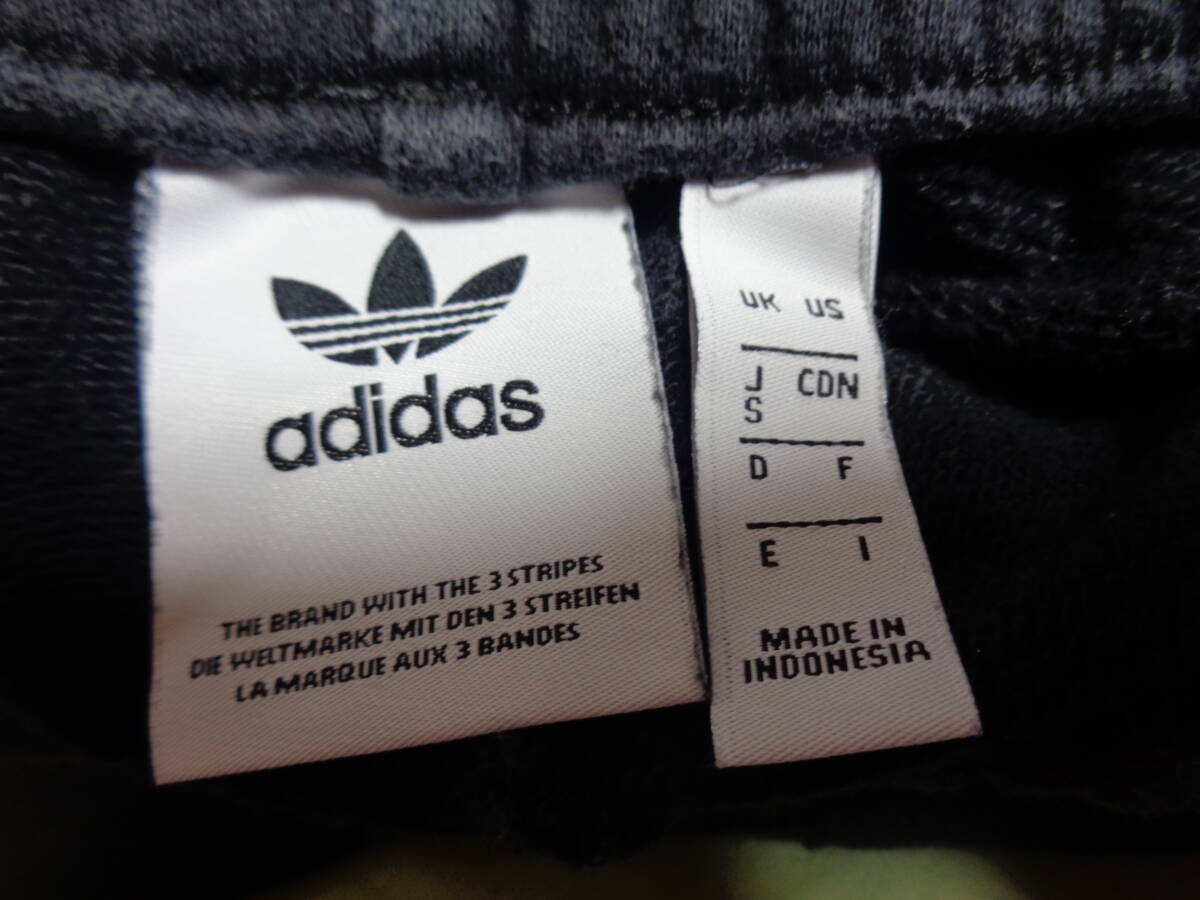 adidas
THE BRAND WITH THE 3 STRIPES
DIE WELTMARKE MIT DEN 3 STREIFEN
LA MARQUE AUX 3 BANDES
UK US
J CDN
S
D F
E I
MADE IN
INDONESIA